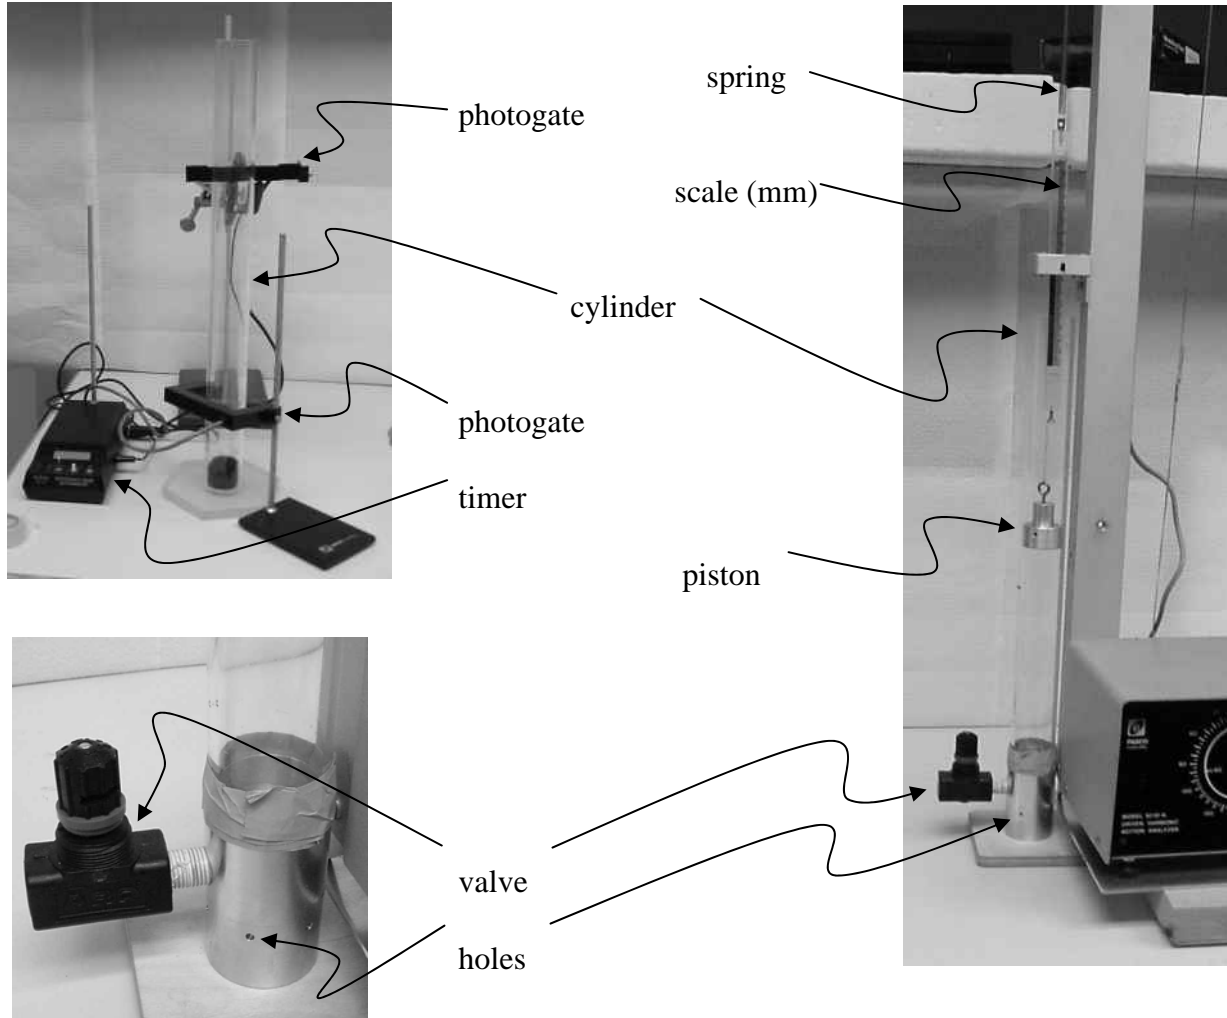 photogate
spring
scale (mm)
cylinder
photogate
timer
piston
valve
holes